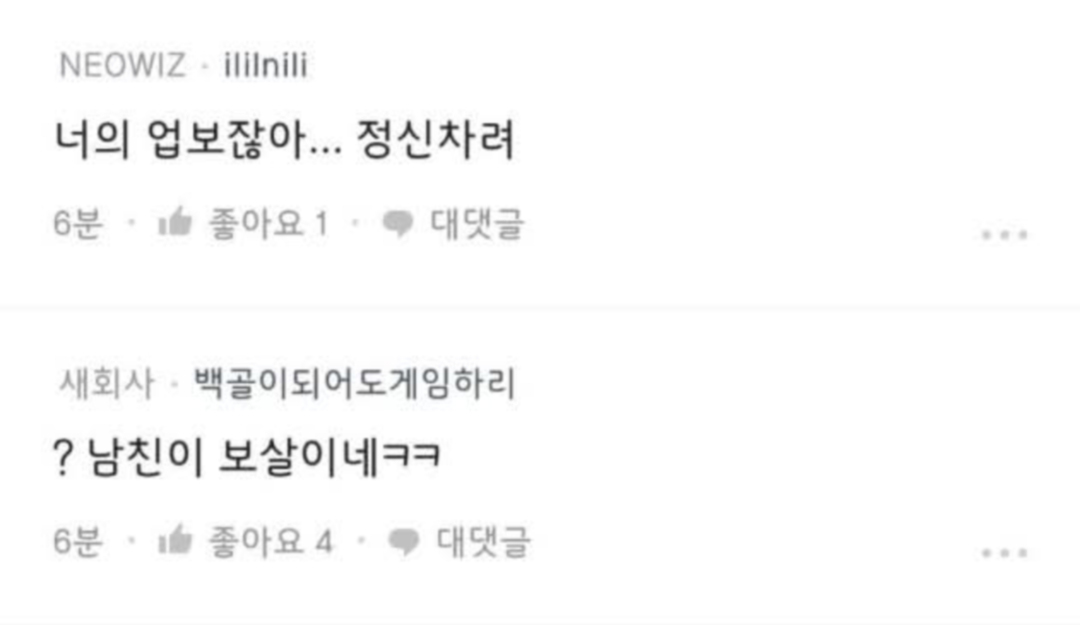 NEOWIZ · ililnili
너의 업보잖아... 정신차려
6분 · 좋아요 1 · 대댓글
새회사 · 백골이되어도게임하리
? 남친이 보살이네ㅋㅋ
6분 · 좋아요 4 · 대댓글